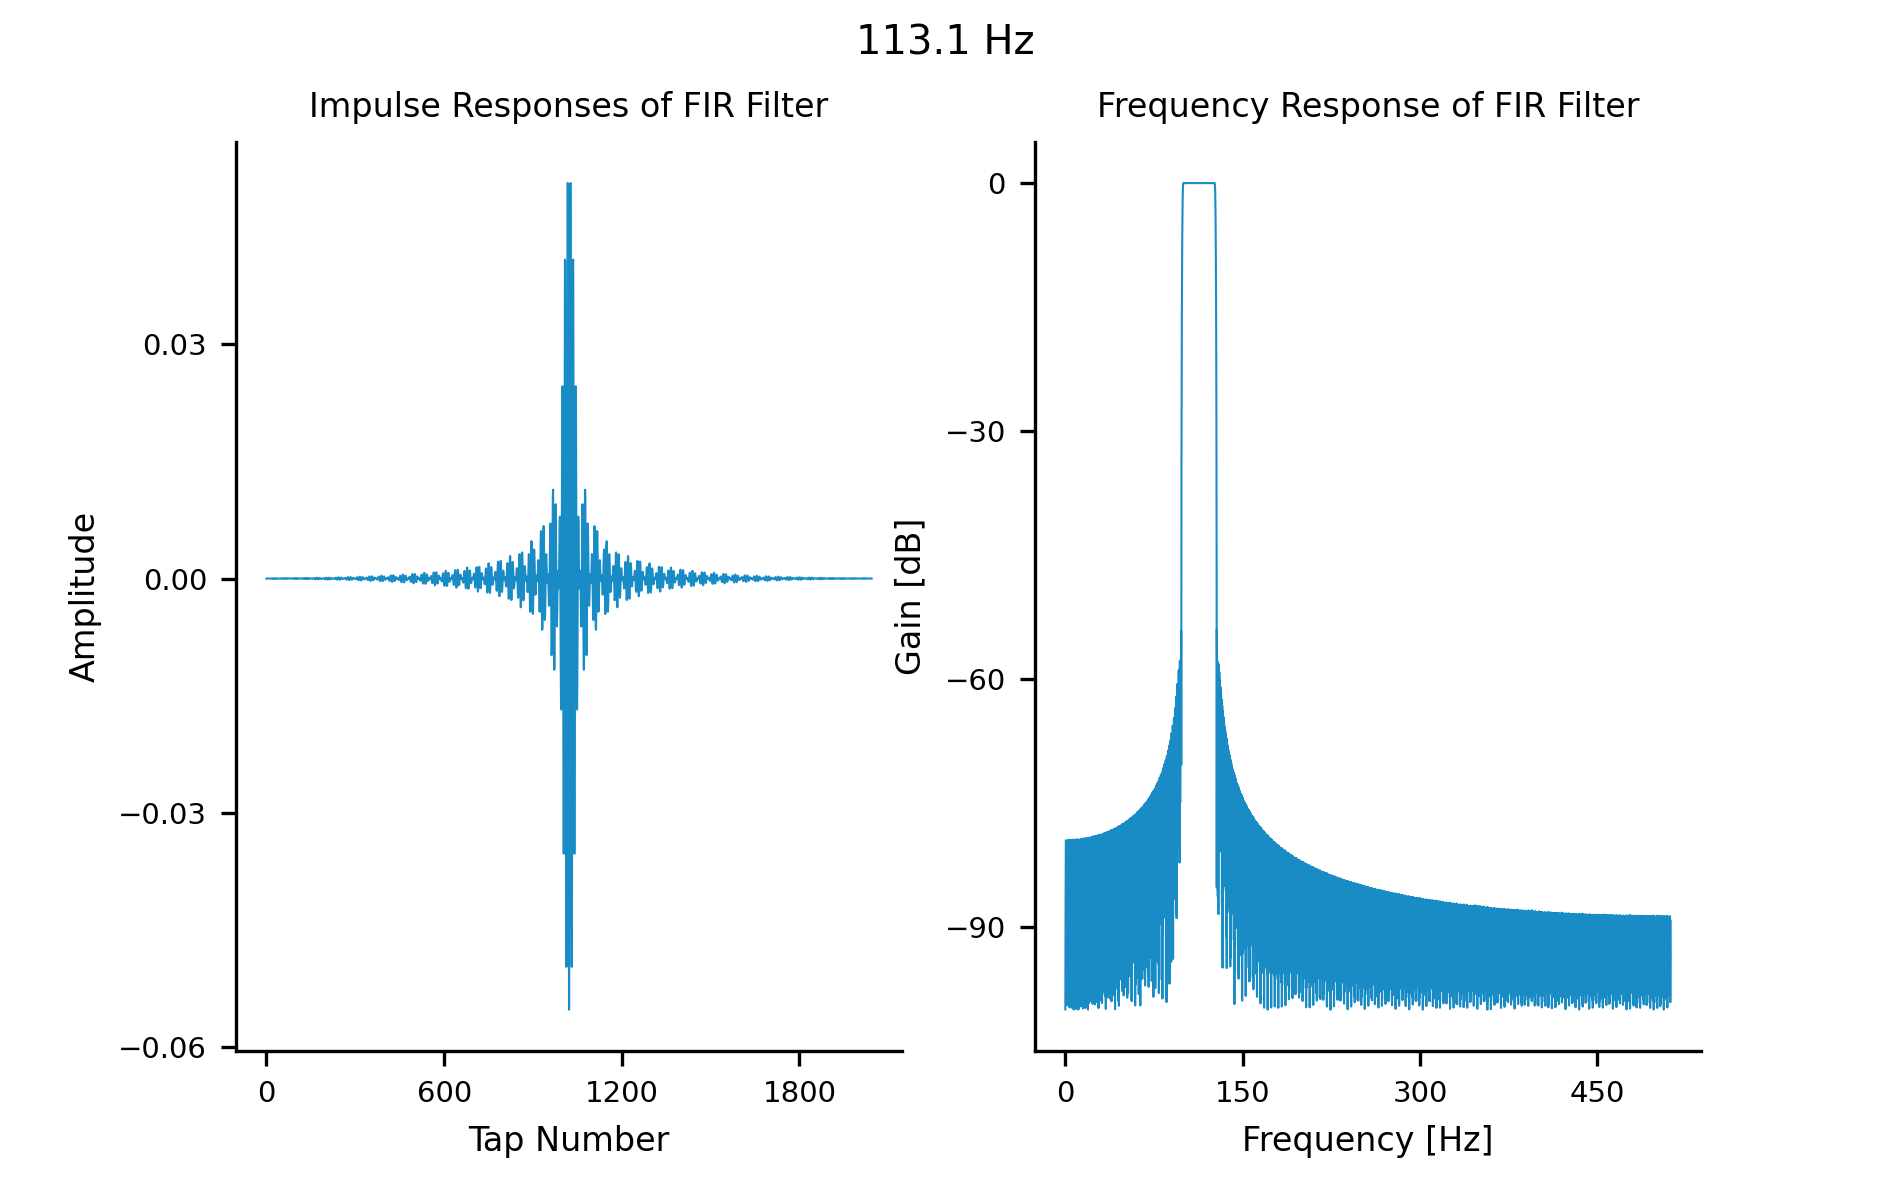 113.1 Hz
Impulse Responses of FIR Filter
Amplitude
0.03
0.00
−0.03
−0.06
0 600 1200 1800
Tap Number
Frequency Response of FIR Filter
Gain [dB]
0
−30
−60
−90
0 150 300 450
Frequency [Hz]